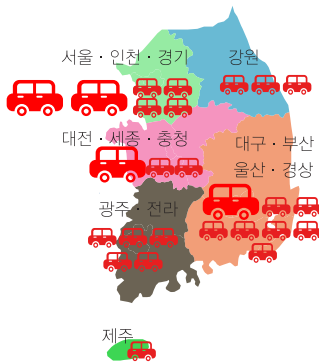 서울·인천·경기
강원
대전·세종·충청
대구·부산
울산·경상
광주·전라
제주